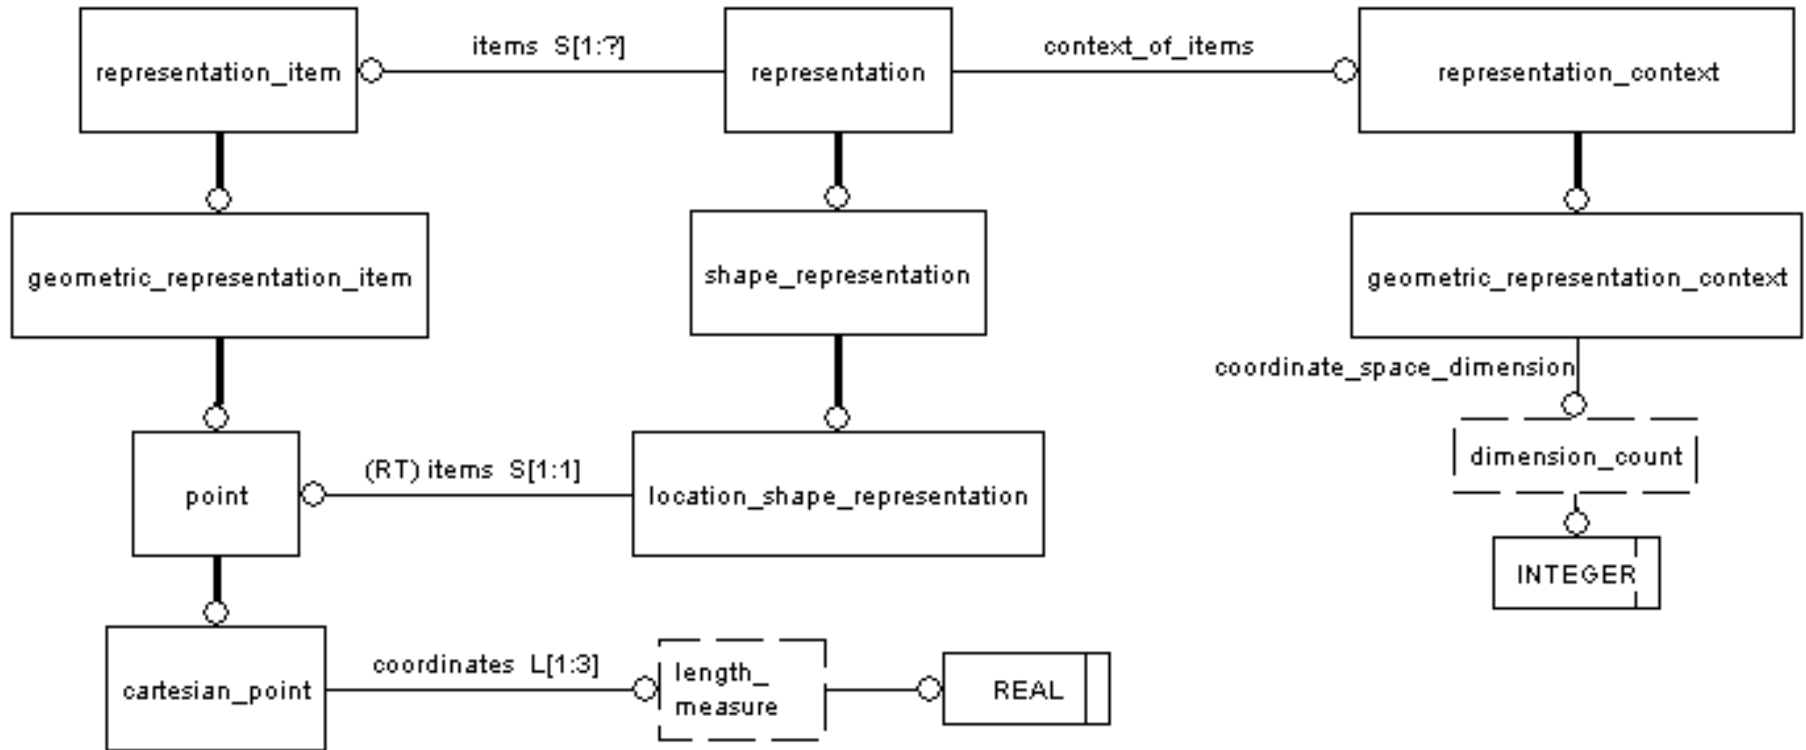 items S[1:?]
context_of_items
representation_item
representation
representation_context
geometric_representation_item
shape_representation
geometric_representation_context
coordinate_space_dimension
dimension_count
(RT) items S[1:1]
point
location_shape_representation
INTEGER
coordinates L[1:3]
length_
measure
cartesian_point
REAL